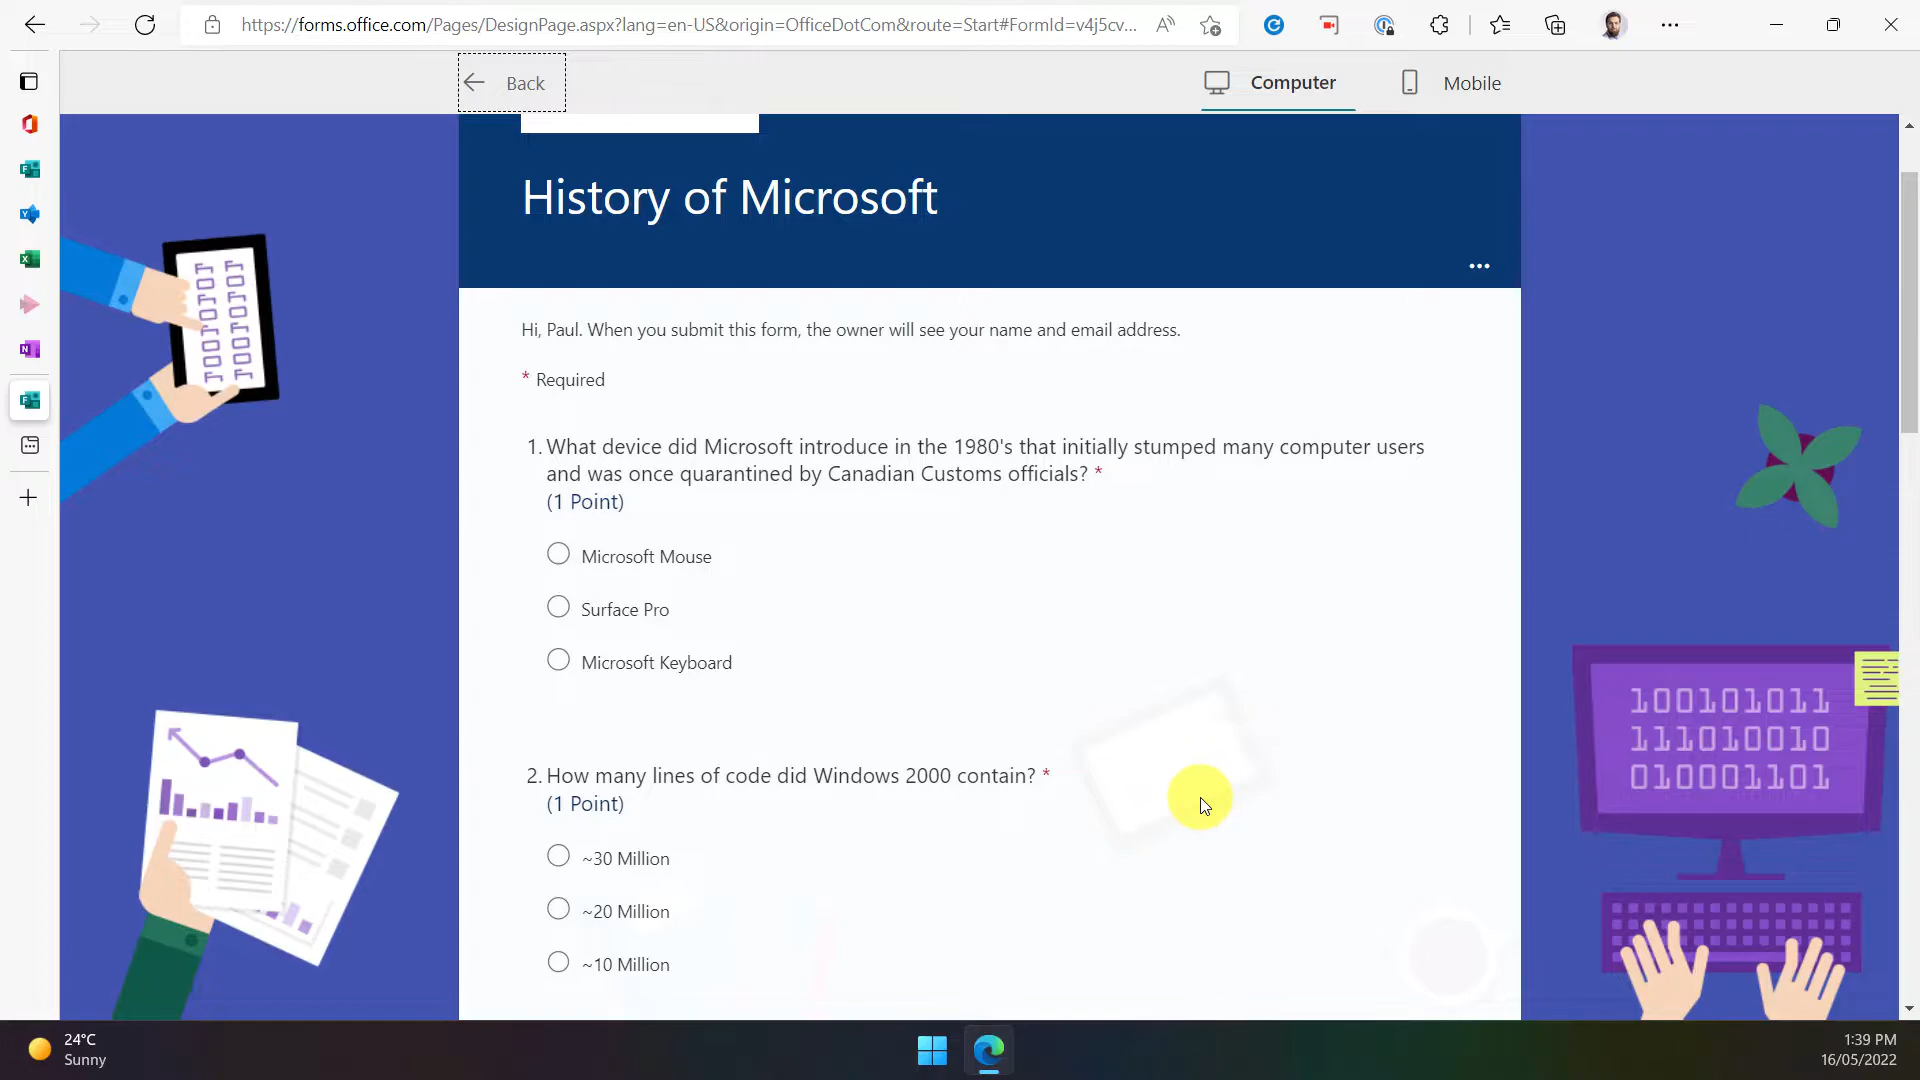 https://forms.office.com/Pages/DesignPage.aspx?lang=en-US&origin=OfficeDotCom&route=Start#FormId=v4j5cv...
Back
Computer
Mobile
History of Microsoft
Hi, Paul. When you submit this form, the owner will see your name and email address.
* Required
1. What device did Microsoft introduce in the 1980's that initially stumped many computer users
and was once quarantined by Canadian Customs officials? *
(1 Point)
Microsoft Mouse
Surface Pro
Microsoft Keyboard
2. How many lines of code did Windows 2000 contain? *
(1 Point)
~30 Million
~20 Million
~10 Million
100101011
111010010
010001101
24°C
Sunny
1:39 PM
16/05/2022